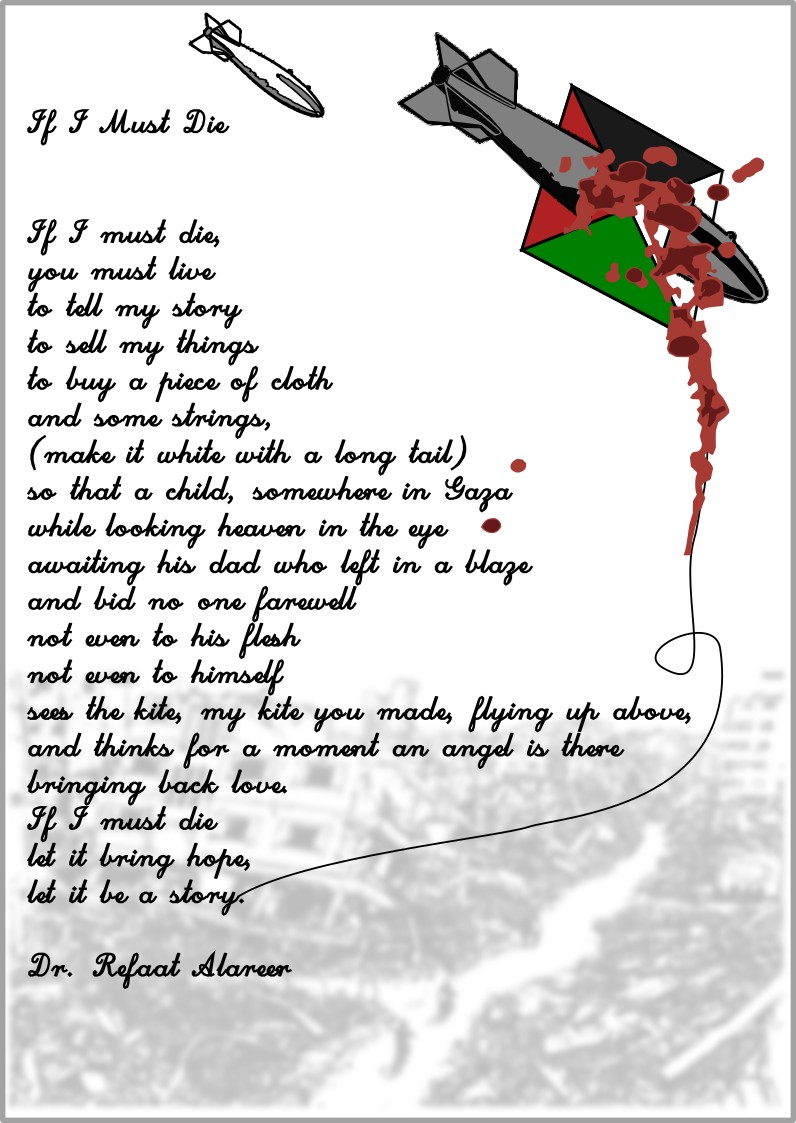 If I Must Die
If I must die,
you must live
to tell my story
to sell my things
to buy a piece of cloth
and some strings,
(make it white with a long tail)
so that a child, somewhere in Gaza
while looking heaven in the eye
awaiting his dad who left in a blaze
and bid no one farewell
not even to his flesh
not even to himself
sees the kite, my kite you made, flying up above,
and thinks for a moment an angel is there
bringing back love.
If I must die
let it bring hope,
let it be a story.
Dr. Refaat Alareer